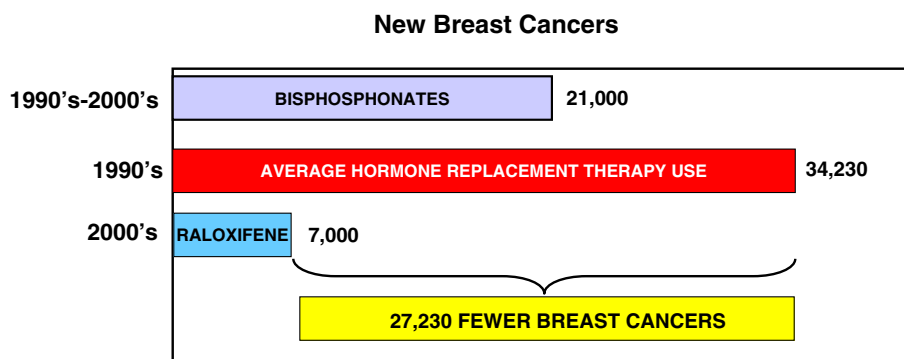 New Breast Cancers
1990's-2000's BISPHOSPHONATES 21,000
1990's AVERAGE HORMONE REPLACEMENT THERAPY USE 34,230
2000's RALOXIFENE 7,000
27,230 FEWER BREAST CANCERS